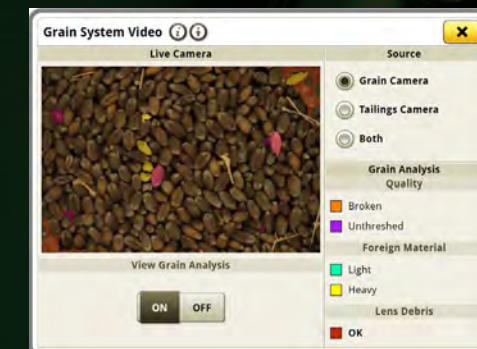 Grain System Video
Live Camera
View Grain Analysis
ON OFF
Source
Grain Camera
Tailings Camera
Both
Grain Analysis
Quality
Broken
Unthreshed
Foreign Material
Light
Heavy
Lens Debris
OK